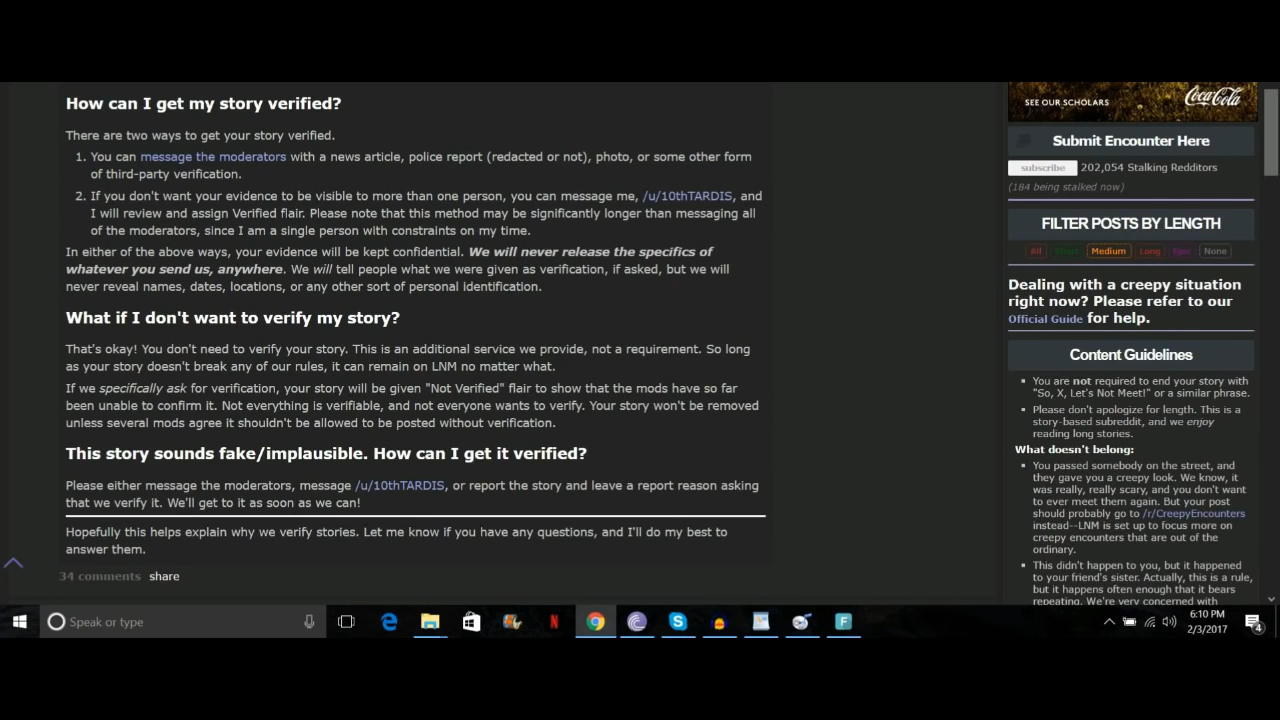 How can I get my story verified?
There are two ways to get your story verified.
1. You can message the moderators with a news article, police report (redacted or not), photo, or some other form
of third-party verification.
2. If you don't want your evidence to be visible to more than one person, you can message me, /u/10thTARDIS, and
I will review and assign Verified flair. Please note that this method may be significantly longer than messaging all
of the moderators, since I am a single person with constraints on my time.
In either of the above ways, your evidence will be kept confidential. We will never release the specifics of
whatever you send us, anywhere. We will tell people what we were given as verification, if asked, but we will
never reveal names, dates, locations, or any other sort of personal identification.
What if I don't want to verify my story?
That's okay! You don't need to verify your story. This is an additional service we provide, not a requirement. So long
as your story doesn't break any of our rules, it can remain on LNM no matter what.
If we specifically ask for verification, your story will be given "Not Verified" flair to show that the mods have so far
been unable to confirm it. Not everything is verifiable, and not everyone wants to verify. Your story won't be removed
unless several mods agree it shouldn't be allowed to be posted without verification.
This story sounds fake/implausible. How can I get it verified?
Please either message the moderators, message /u/10thTARDIS, or report the story and leave a report reason asking
that we verify it. We'll get to it as soon as we can!
Hopefully this helps explain why we verify stories. Let me know if you have any questions, and I'll do my best to
answer them.
34 comments share
SEE OUR SCHOLARS
Coca-Cola
Submit Encounter Here
subscribe 202,054 Stalking Redditors
(184 being stalked now)
FILTER POSTS BY LENGTH
All Short Medium Long Epic None
Dealing with a creepy situation
right now? Please refer to our
Official Guide for help.
Content Guidelines
You are not required to end your story with
"So, X, Let's Not Meet!" or a similar phrase.
Please don't apologize for length. This is a
story-based subreddit, and we enjoy
reading long stories.
What doesn't belong:
You passed somebody on the street, and
they gave you a creepy look. We know, it
was really, really scary, and you don't want
to ever meet them again. But your post
should probably go to /r/CreepyEncounters
instead--LNM is set up to focus more on
creepy encounters that are out of the
ordinary.
This didn't happen to you, but it happened
to your friend's sister. Actually, this is a rule,
but it happens often enough that it bears
repeating. We're very concerned with
Speak or type
6:10 PM
2/3/2017
4